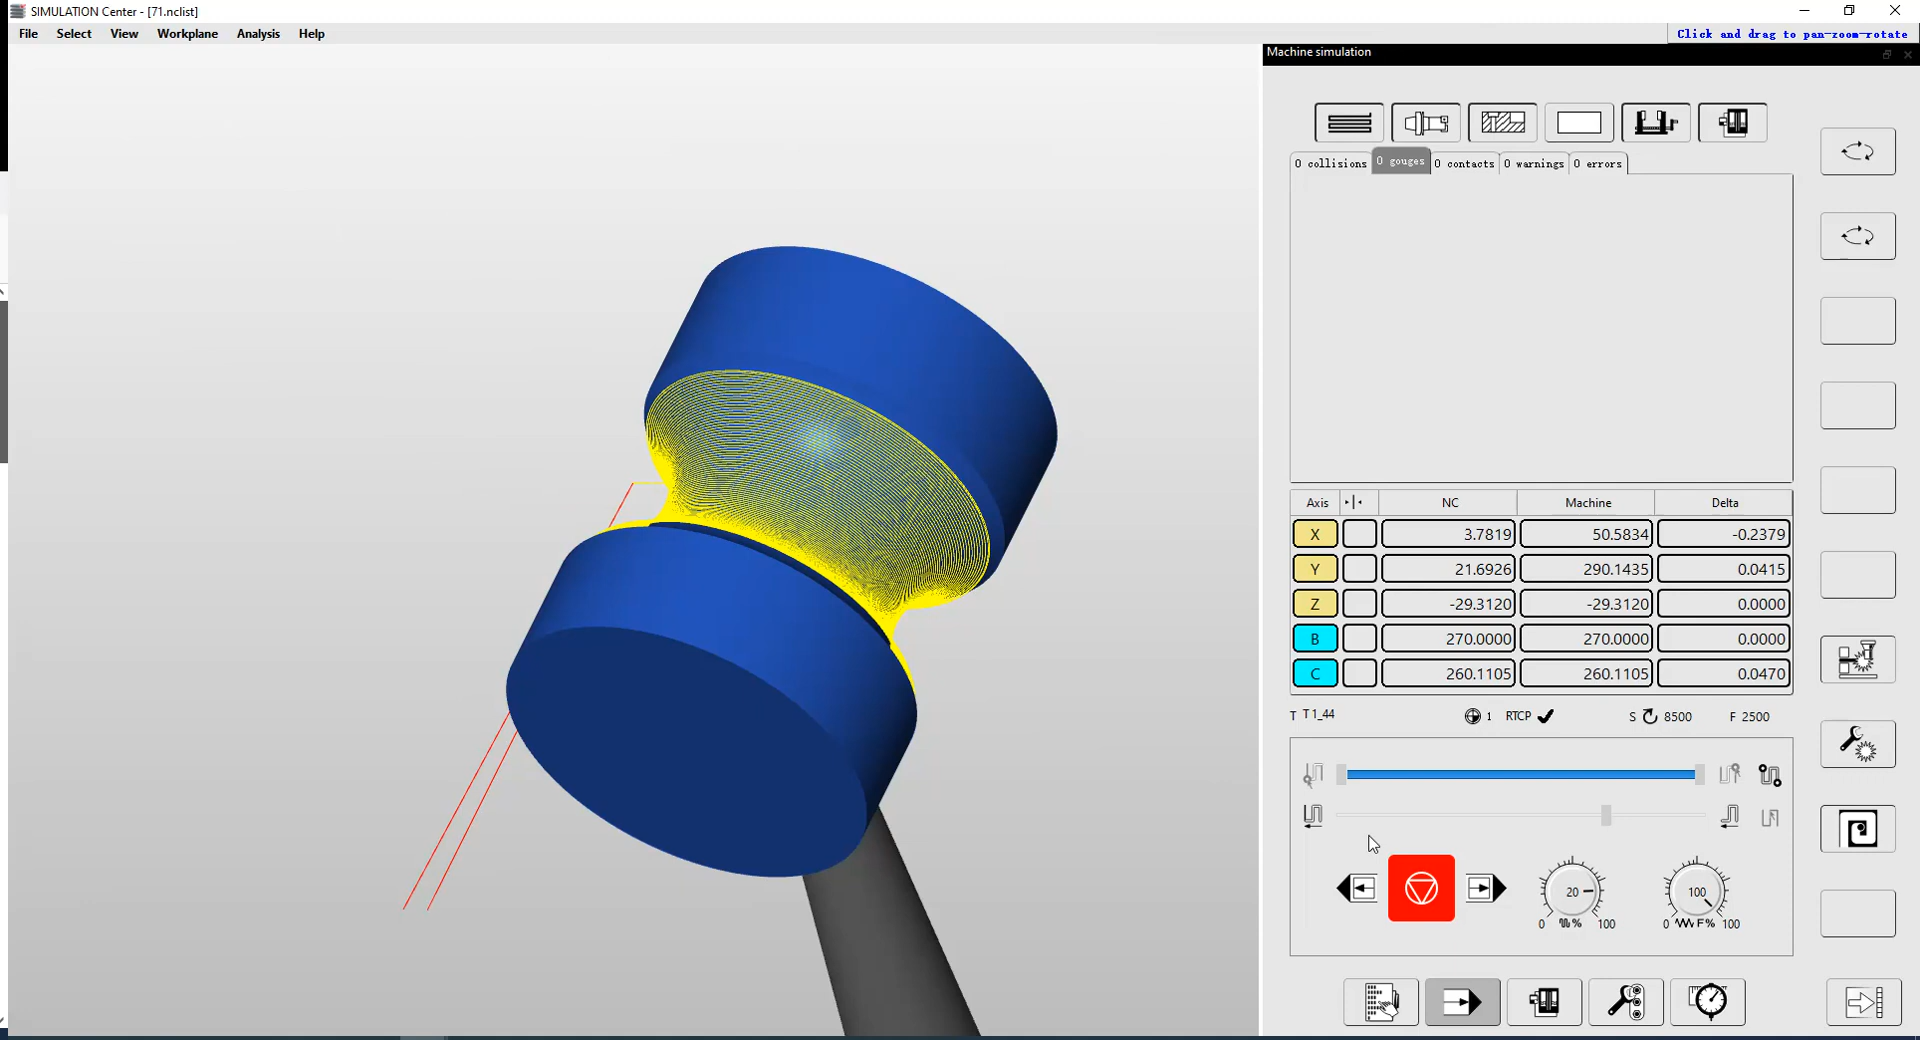 SIMULATION Center - [71.nclist]
File Select View Workplane Analysis Help
Click and drag to pan-zoom-rotate
Machine simulation
0 collisions 0 gouges 0 contacts 0 warnings 0 errors
Axis NC Machine Delta
X 3.7819 50.5834 -0.2379
Y 21.6926 290.1435 0.0415
Z -29.3120 -29.3120 0.0000
B 270.0000 270.0000 0.0000
C 260.1105 260.1105 0.0470
T T1_44 1 RTCP S 8500 F 2500
20 100
0 % 100 0 F% 100